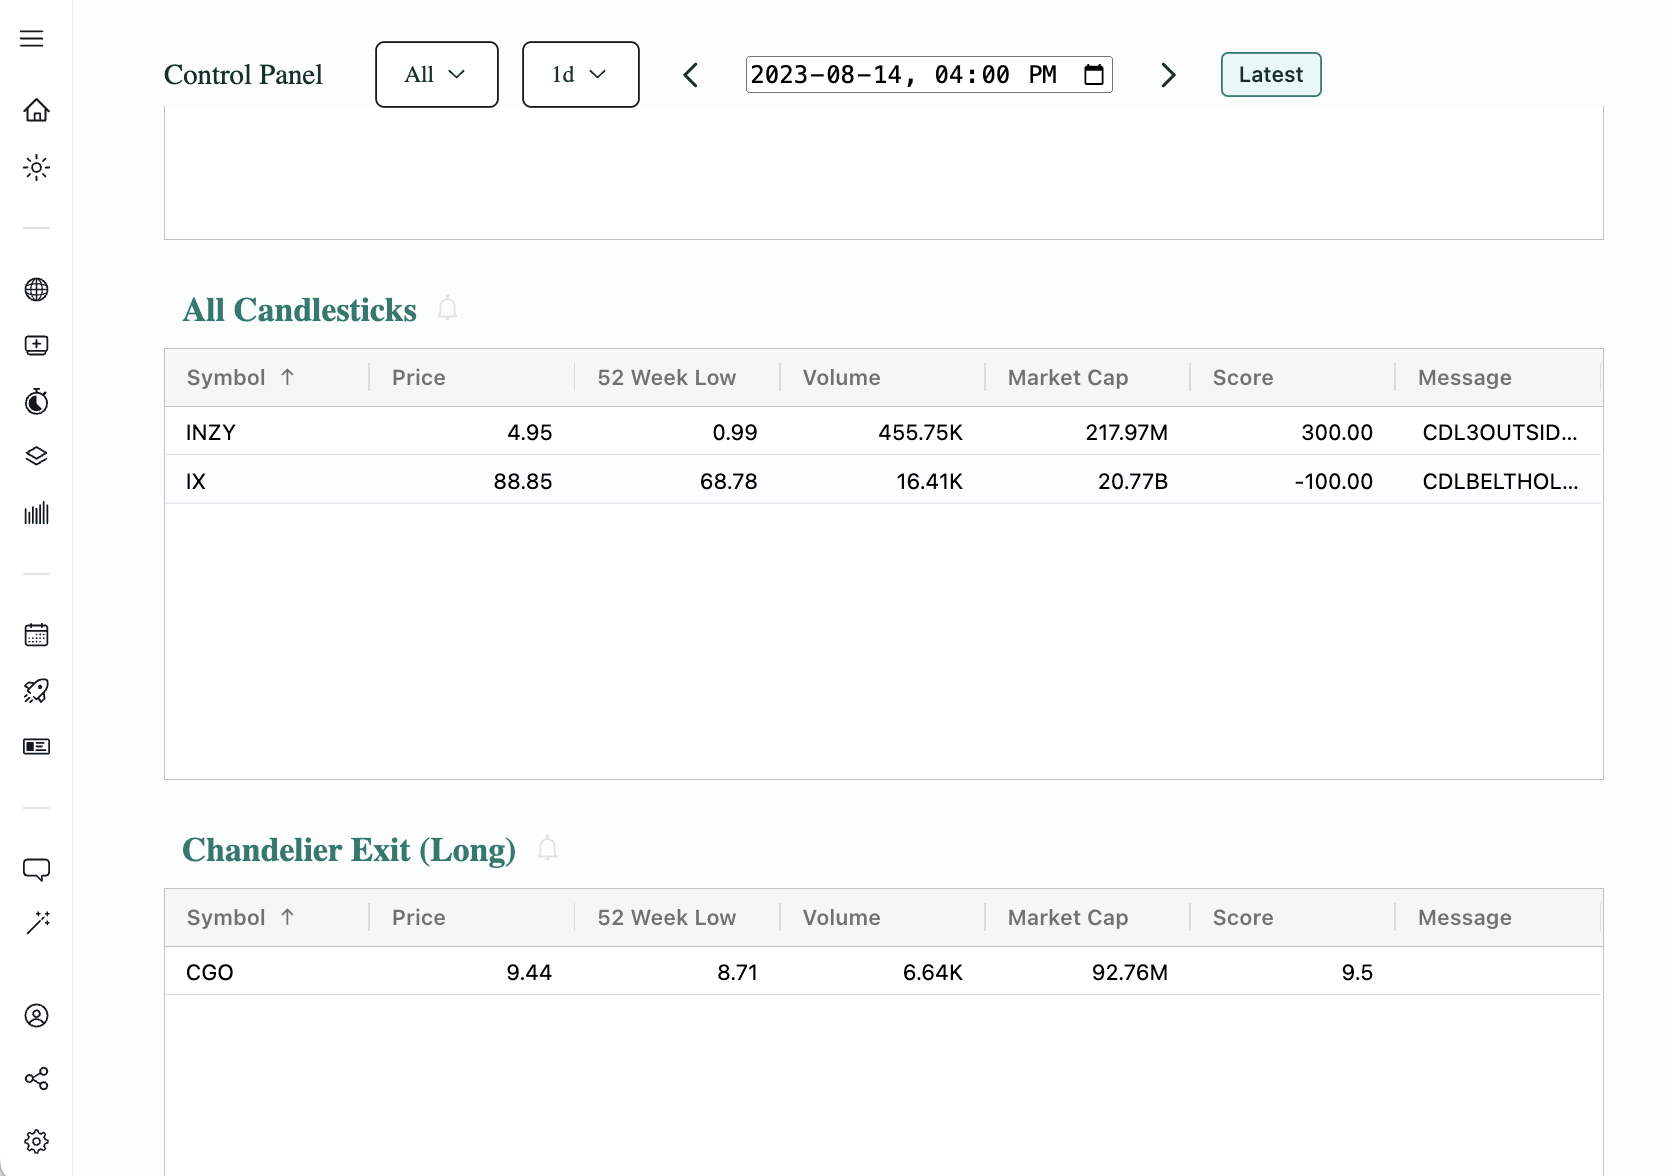 Control Panel All 1d 2023-08-14, 04:00 PM Latest
All Candlesticks
Symbol ↑ Price 52 Week Low Volume Market Cap Score Message
INZY 4.95 0.99 455.75K 217.97M 300.00 CDL3OUTSID...
IX 88.85 68.78 16.41K 20.77B -100.00 CDLBELTHOL...
Chandelier Exit (Long)
Symbol ↑ Price 52 Week Low Volume Market Cap Score Message
CGO 9.44 8.71 6.64K 92.76M 9.5